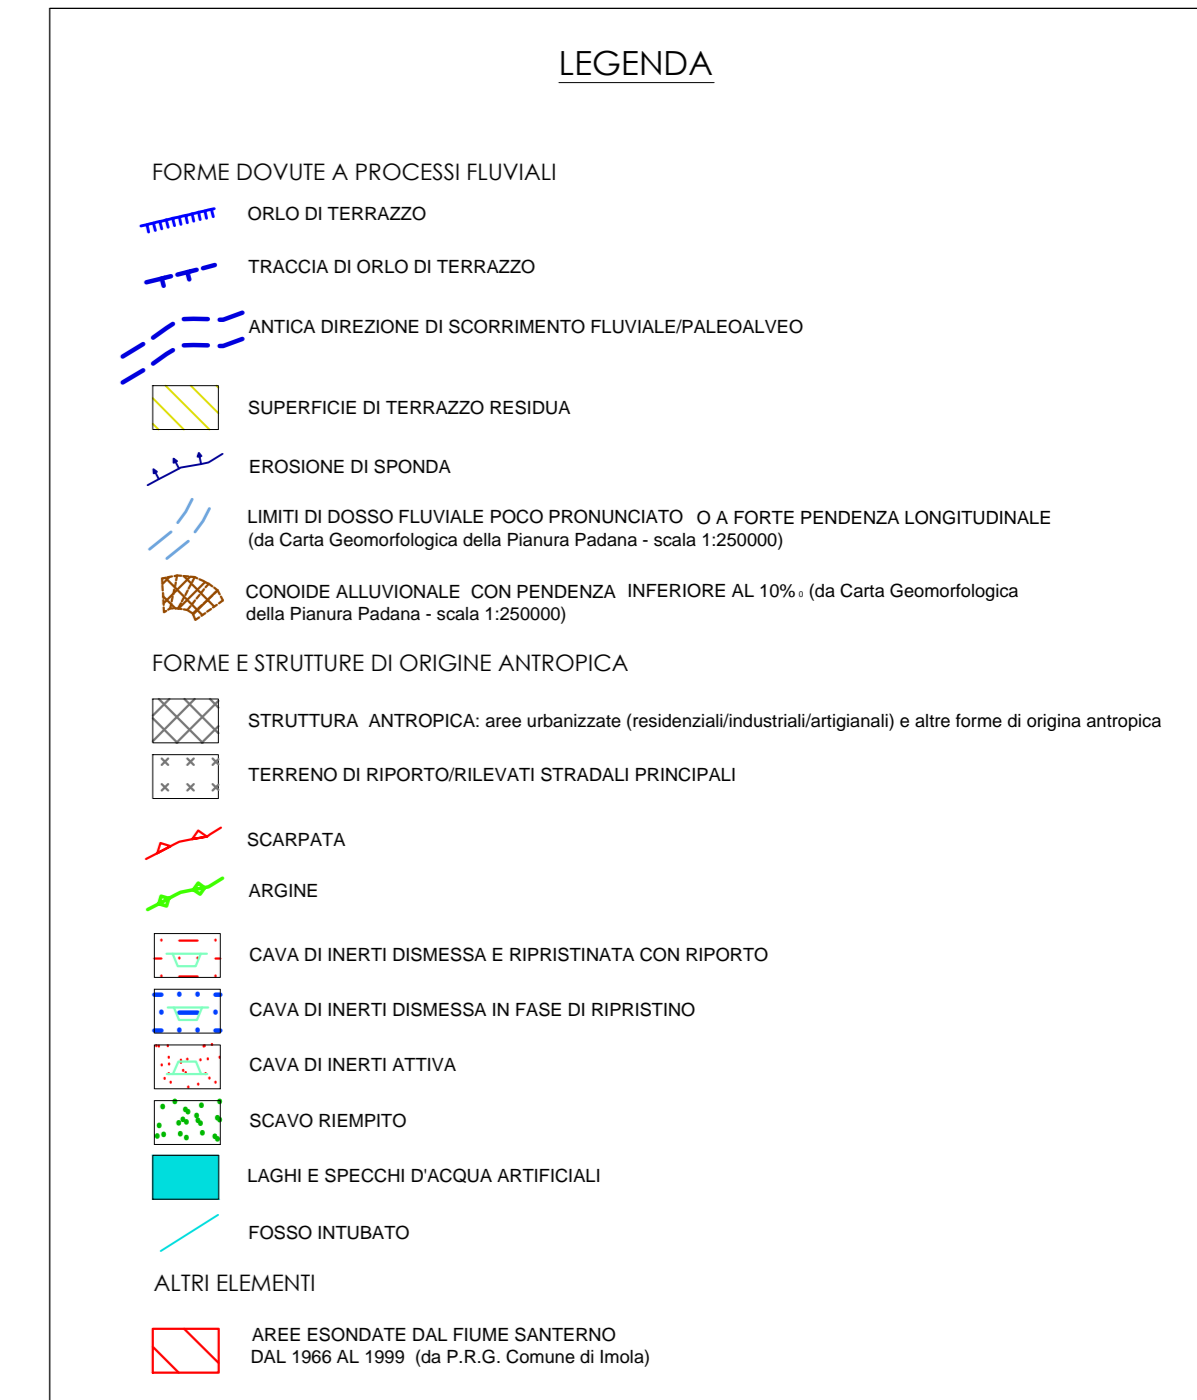 LEGENDA
FORME DOVUTE A PROCESSI FLUVIALI
ORLO DI TERRAZZO
TRACCIA DI ORLO DI TERRAZZO
ANTICA DIREZIONE DI SCORRIMENTO FLUVIALE/PALEOALVEO
SUPERFICIE DI TERRAZZO RESIDUA
EROSIONE DI SPONDA
LIMITI DI DOSSO FLUVIALE POCO PRONUNCIATO O A FORTE PENDENZA LONGITUDINALE
(da Carta Geomorfologica della Pianura Padana - scala 1:250000)
CONOIDE ALLUVIONALE CON PENDENZA INFERIORE AL 10%0 (da Carta Geomorfologica
della Pianura Padana - scala 1:250000)
FORME E STRUTTURE DI ORIGINE ANTROPICA
STRUTTURA ANTROPICA: aree urbanizzate (residenziali/industriali/artigianali) e altre forme di origina antropica
TERRENO DI RIPORTO/RILEVATI STRADALI PRINCIPALI
SCARPATA
ARGINE
CAVA DI INERTI DISMESSA E RIPRISTINATA CON RIPORTO
CAVA DI INERTI DISMESSA IN FASE DI RIPRISTINO
CAVA DI INERTI ATTIVA
SCAVO RIEMPITO
LAGHI E SPECCHI D'ACQUA ARTIFICIALI
FOSSO INTUBATO
ALTRI ELEMENTI
AREE ESONDATE DAL FIUME SANTERNO
DAL 1966 AL 1999 (da P.R.G. Comune di Imola)